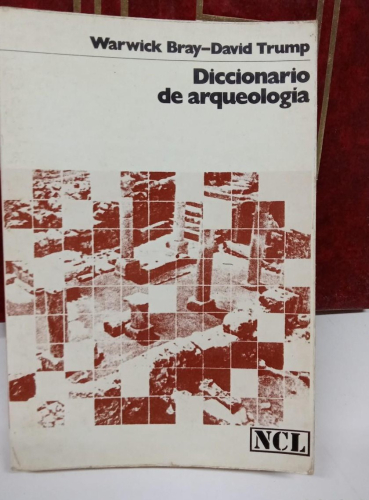 Warwick Bray–David Trump
Diccionario
de arqueología
NCL